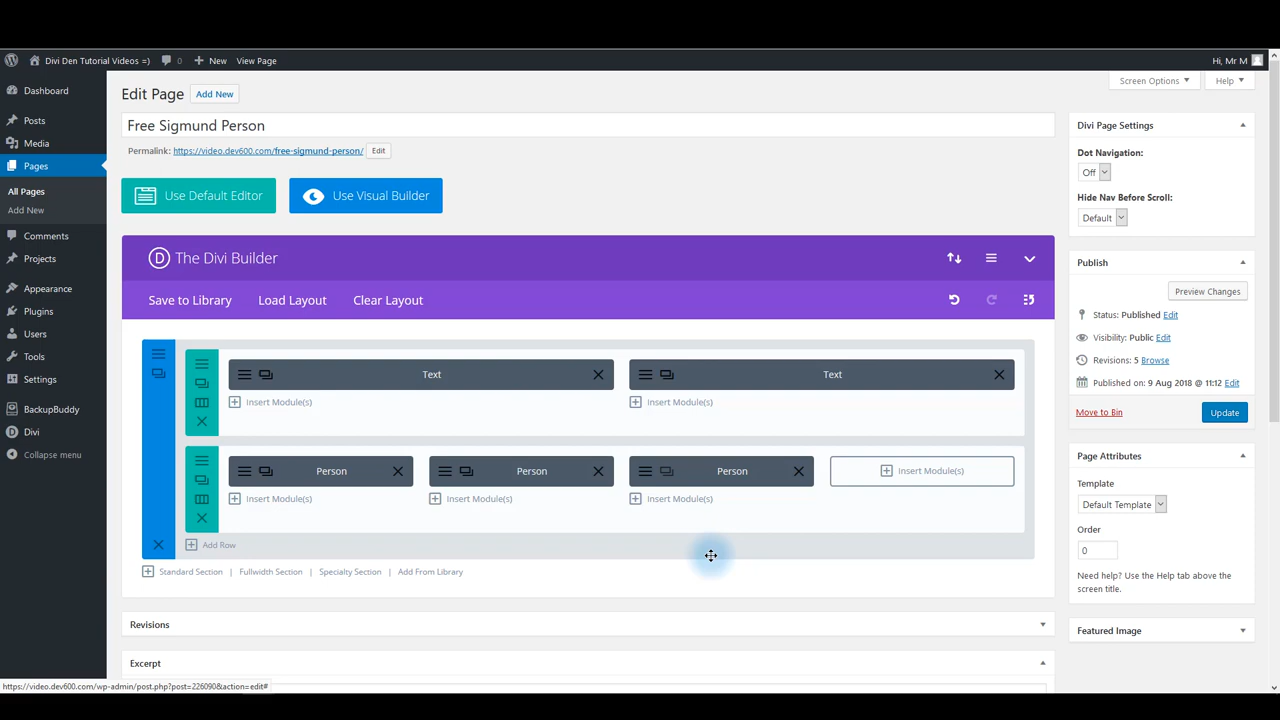 Divi Den Tutorial Videos =) 0 New View Page Hi, Mr M
Screen Options Help
Dashboard
Posts
Media
Pages
All Pages
Add New
Comments
Projects
Appearance
Plugins
Users
Tools
Settings
BackupBuddy
Divi
Collapse menu
Edit Page Add New
Free Sigmund Person
Permalink: https://video.dev600.com/free-sigmund-person/ Edit
Use Default Editor Use Visual Builder
D The Divi Builder
Save to Library Load Layout Clear Layout
Text Text
Insert Module(s) Insert Module(s)
Person Person Person Insert Module(s)
Insert Module(s) Insert Module(s) Insert Module(s)
Add Row
Standard Section | Fullwidth Section | Specialty Section | Add From Library
Revisions
Excerpt
Divi Page Settings
Dot Navigation:
Off
Hide Nav Before Scroll:
Default
Publish
Preview Changes
Status: Published Edit
Visibility: Public Edit
Revisions: 5 Browse
Published on: 9 Aug 2018 @ 11:12 Edit
Move to Bin Update
Page Attributes
Template
Default Template
Order
0
Need help? Use the Help tab above the
screen title.
Featured Image
https://video.dev600.com/wp-admin/post.php?post=226090&action=edit#